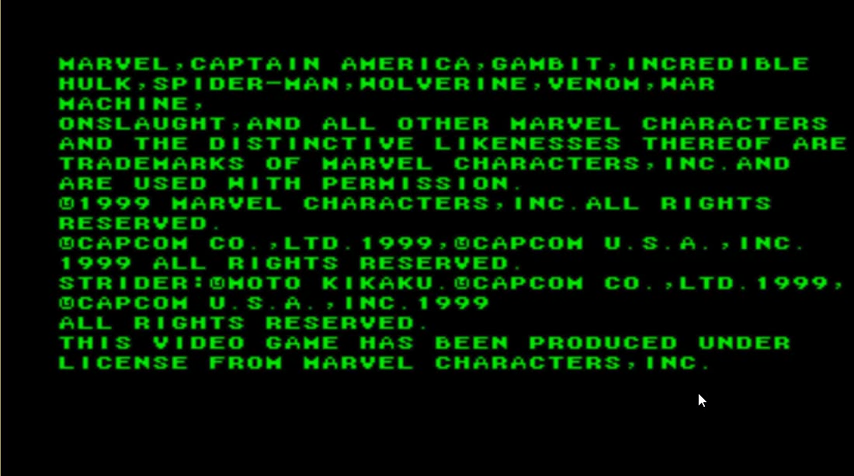 MARVEL,CAPTAIN AMERICA,GAMBIT,INCREDIBLE
HULK,SPIDER-MAN,WOLVERINE,VENOM,WAR
MACHINE,
ONSLAUGHT,AND ALL OTHER MARVEL CHARACTERS
AND THE DISTINCTIVE LIKENESSES THEREOF ARE
TRADEMARKS OF MARVEL CHARACTERS,INC.AND
ARE USED WITH PERMISSION.
©1999 MARVEL CHARACTERS,INC.ALL RIGHTS
RESERVED.
©CAPCOM CO.,LTD.1999,©CAPCOM U.S.A.,INC.
1999 ALL RIGHTS RESERVED.
STRIDER:©MOTO KIKAKU.©CAPCOM CO.,LTD.1999,
©CAPCOM U.S.A.,INC.1999
ALL RIGHTS RESERVED.
THIS VIDEO GAME HAS BEEN PRODUCED UNDER
LICENSE FROM MARVEL CHARACTERS,INC.